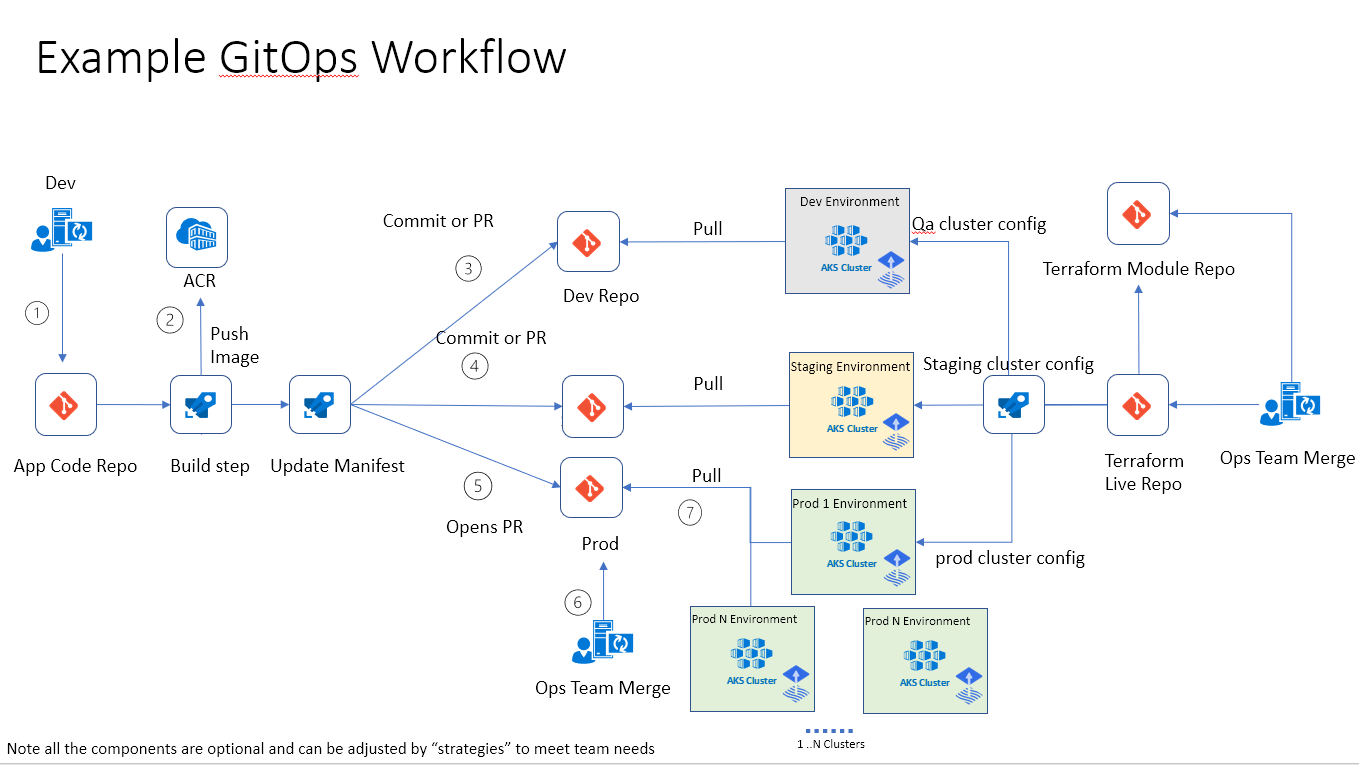 Example GitOps Workflow
Dev
ACR
1
2
Push
Image
App Code Repo
Build step
Update Manifest
Commit or PR
3
Commit or PR
4
5
Opens PR
Dev Repo
Prod
6
Ops Team Merge
Pull
Pull
Pull
7
Dev Environment
AKS Cluster
Staging Environment
AKS Cluster
Prod 1 Environment
AKS Cluster
Prod N Environment
AKS Cluster
Prod N Environment
AKS Cluster
1 ..N Clusters
Qa cluster config
Staging cluster config
prod cluster config
Terraform Module Repo
Terraform
Live Repo
Ops Team Merge
Note all the components are optional and can be adjusted by “strategies” to meet team needs